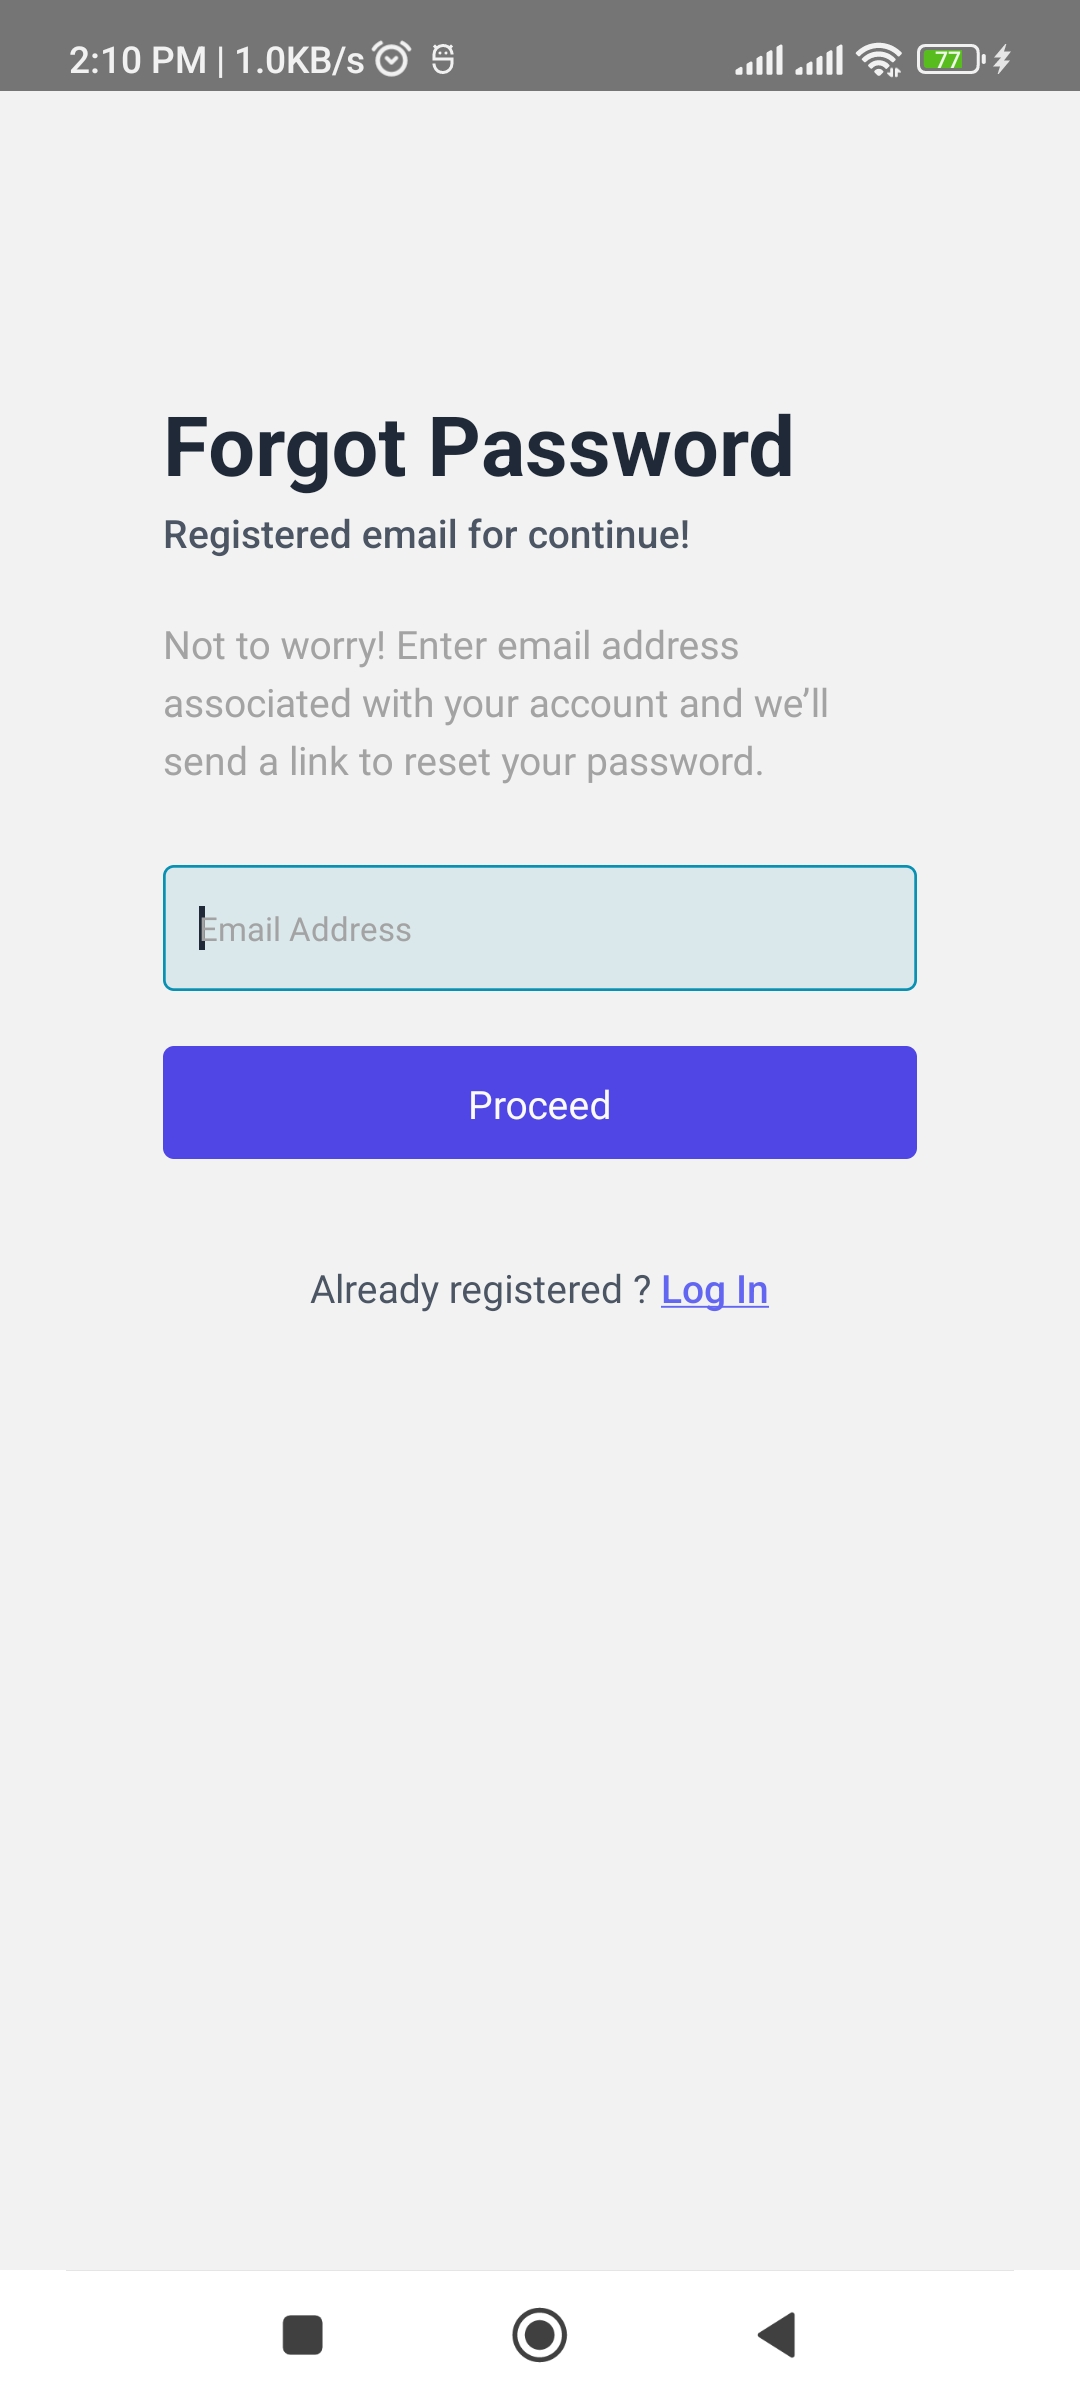 2:10 PM | 1.0KB/s
77
Forgot Password
Registered email for continue!
Not to worry! Enter email address
associated with your account and we’ll
send a link to reset your password.
Email Address
Proceed
Already registered ? Log In